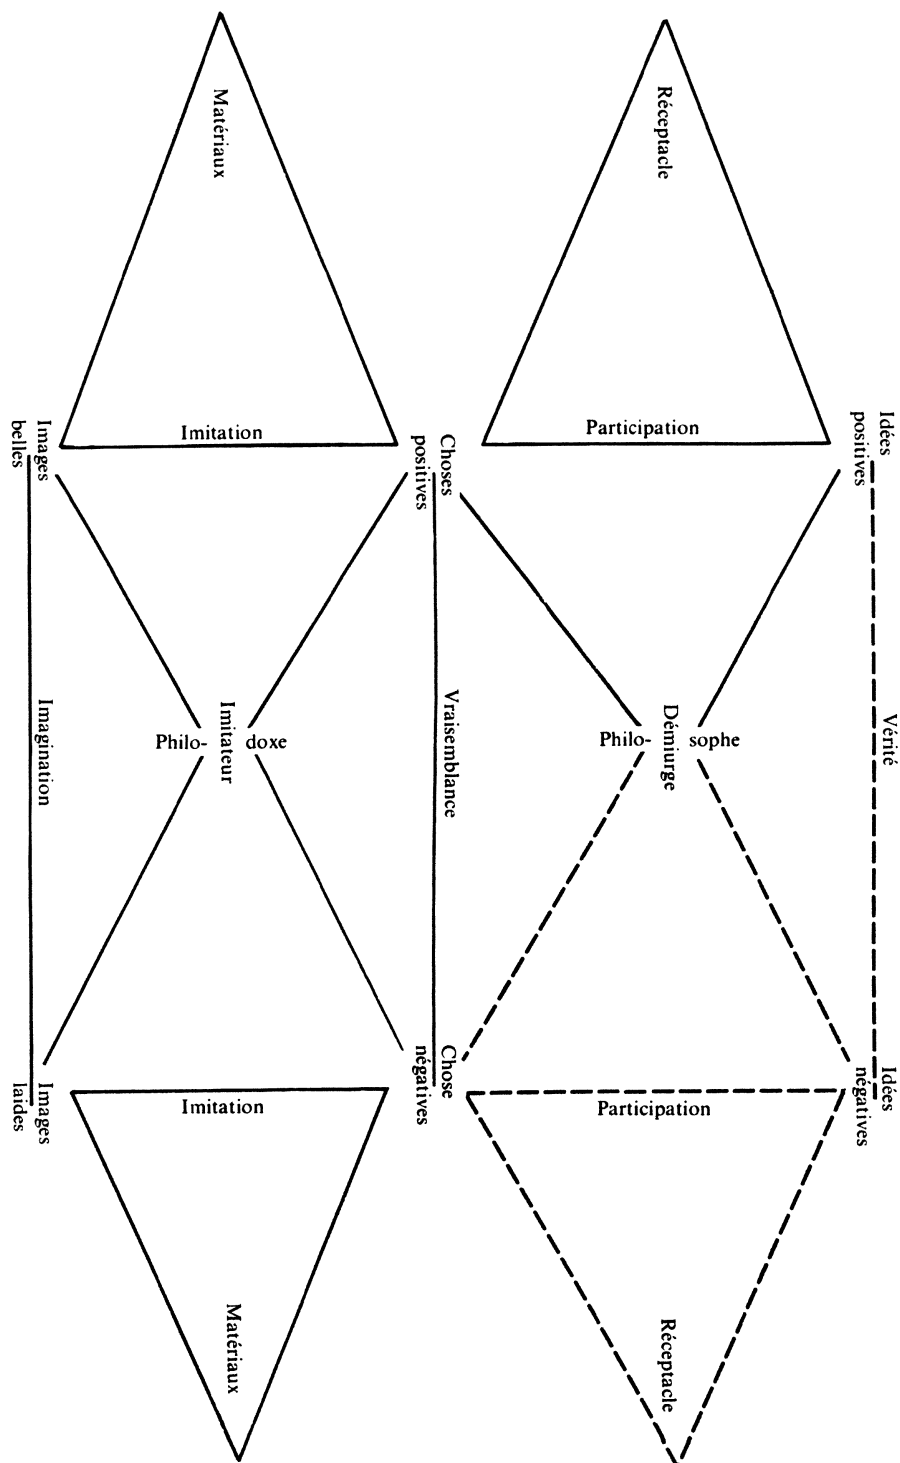 Matériaux
Réceptacle
Imitation
Participation
Images
belles
Choses
positives
Idées
positives
Imagination
Philo-
Imitateur
doxe
Vraisemblance
Philo-
Démiurge
sophe
Vérité
Images
laides
Chose
négatives
Idées
négatives
Imitation
Participation
Matériaux
Réceptacle